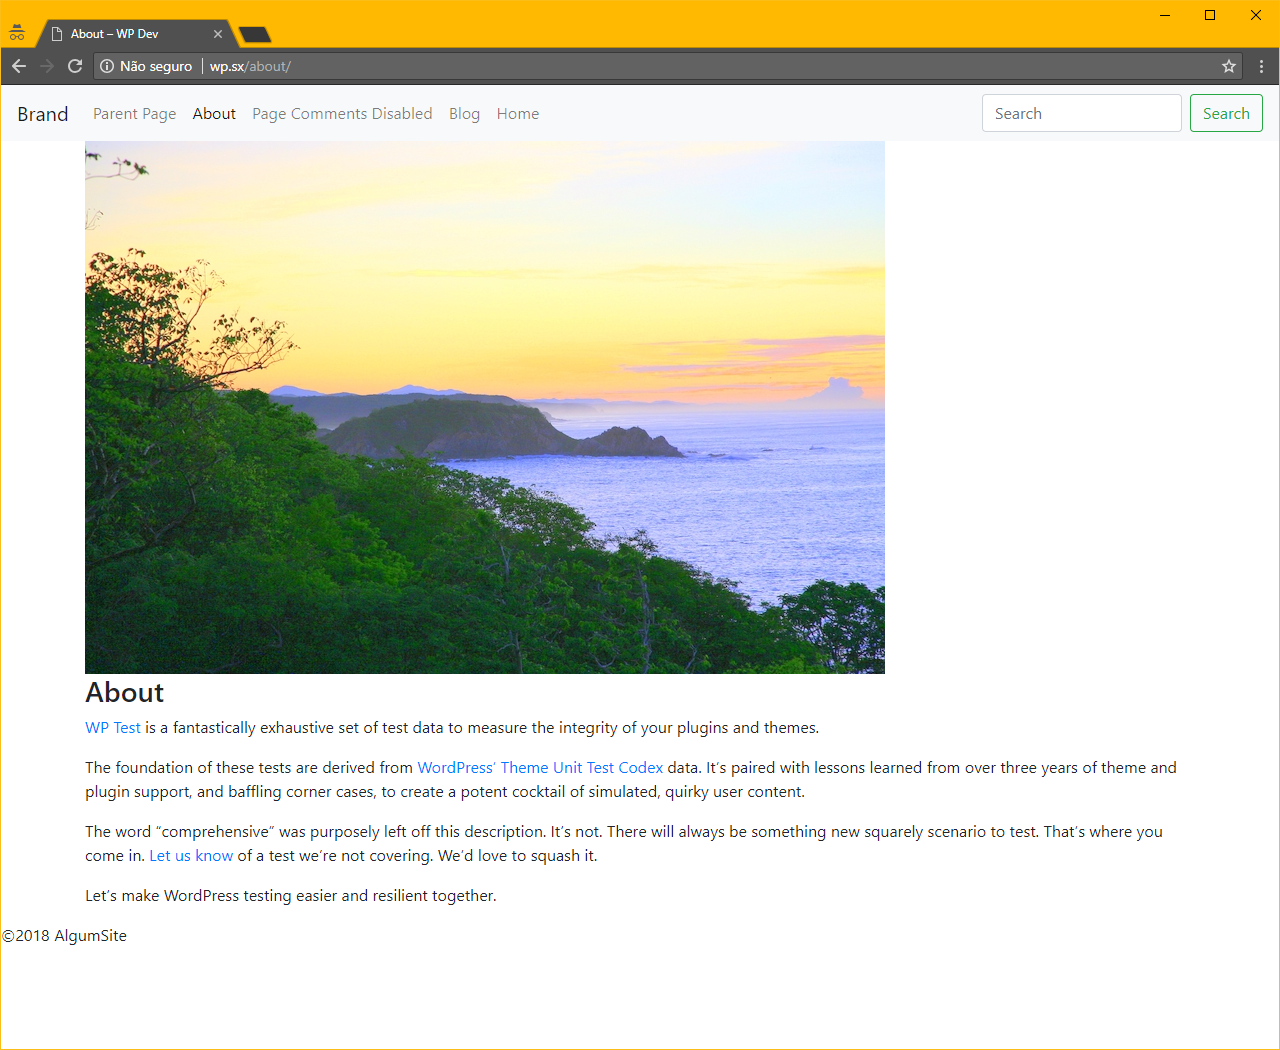 About – WP Dev
Não seguro
wp.sx/about/
Brand
Parent Page
About
Page Comments Disabled
Blog
Home
Search
Search
About
WP Test is a fantastically exhaustive set of test data to measure the integrity of your plugins and themes.
The foundation of these tests are derived from WordPress’ Theme Unit Test Codex data. It’s paired with lessons learned from over three years of theme and
plugin support, and baffling corner cases, to create a potent cocktail of simulated, quirky user content.
The word “comprehensive” was purposely left off this description. It’s not. There will always be something new squarely scenario to test. That’s where you
come in. Let us know of a test we’re not covering. We’d love to squash it.
Let’s make WordPress testing easier and resilient together.
©2018 AlgumSite